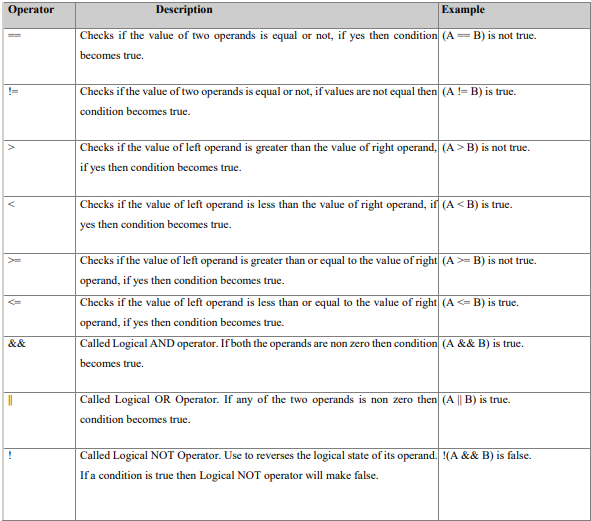 Operator Description Example
== Checks if the value of two operands is equal or not, if yes then condition (A == B) is not true.
becomes true.
!= Checks if the value of two operands is equal or not, if values are not equal then (A != B) is true.
condition becomes true.
> Checks if the value of left operand is greater than the value of right operand, (A > B) is not true.
if yes then condition becomes true.
< Checks if the value of left operand is less than the value of right operand, if (A < B) is true.
yes then condition becomes true.
>= Checks if the value of left operand is greater than or equal to the value of right (A >= B) is not true.
operand, if yes then condition becomes true.
<= Checks if the value of left operand is less than or equal to the value of right (A <= B) is true.
operand, if yes then condition becomes true.
&& Called Logical AND operator. If both the operands are non zero then condition (A && B) is true.
becomes true.
|| Called Logical OR Operator. If any of the two operands is non zero then (A || B) is true.
condition becomes true.
! Called Logical NOT Operator. Use to reverses the logical state of its operand. !(A && B) is false.
If a condition is true then Logical NOT operator will make false.